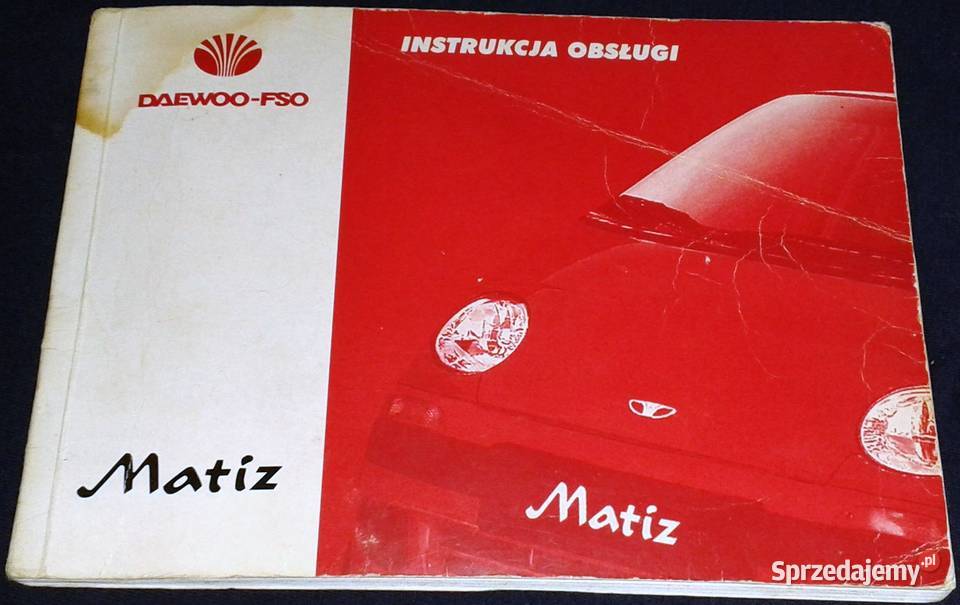 INSTRUKCJA OBSŁUGI
DAEWOO-FSO
Matiz
Matiz
Sprzedajemy.pl